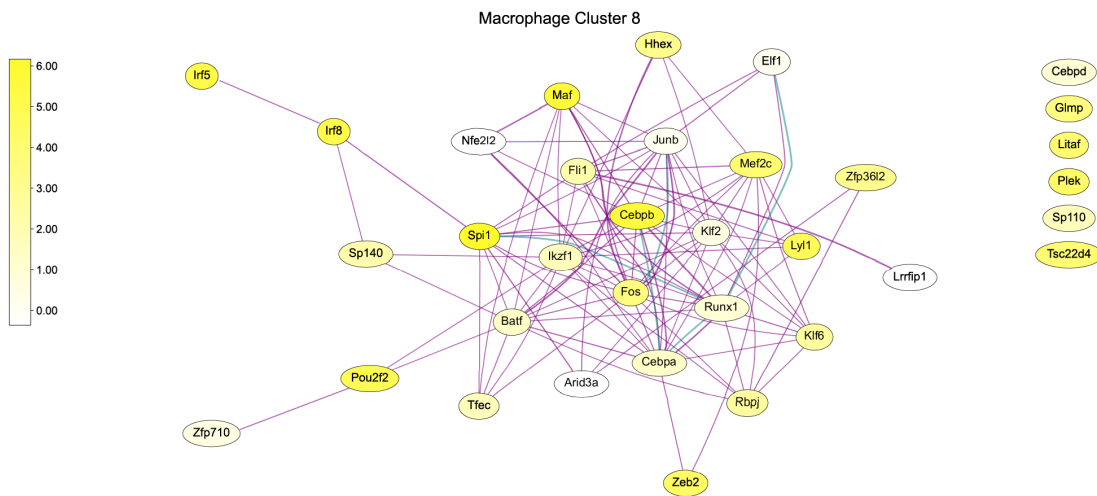 Macrophage Cluster 8
6.00
5.00
4.00
3.00
2.00
1.00
0.00
Hhex
Elf1
Irf5
Cebpd
Maf
Glmp
Irf8
Nfe2l2
Junb
Litaf
Fli1
Mef2c
Zfp36l2
Plek
Cebpb
Sp110
Spi1
Klf2
Lyl1
Sp140
Ikzf1
Tsc22d4
Lrrfip1
Fos
Runx1
Batf
Klf6
Cebpa
Pou2f2
Arid3a
Tfec
Rbpj
Zfp710
Zeb2